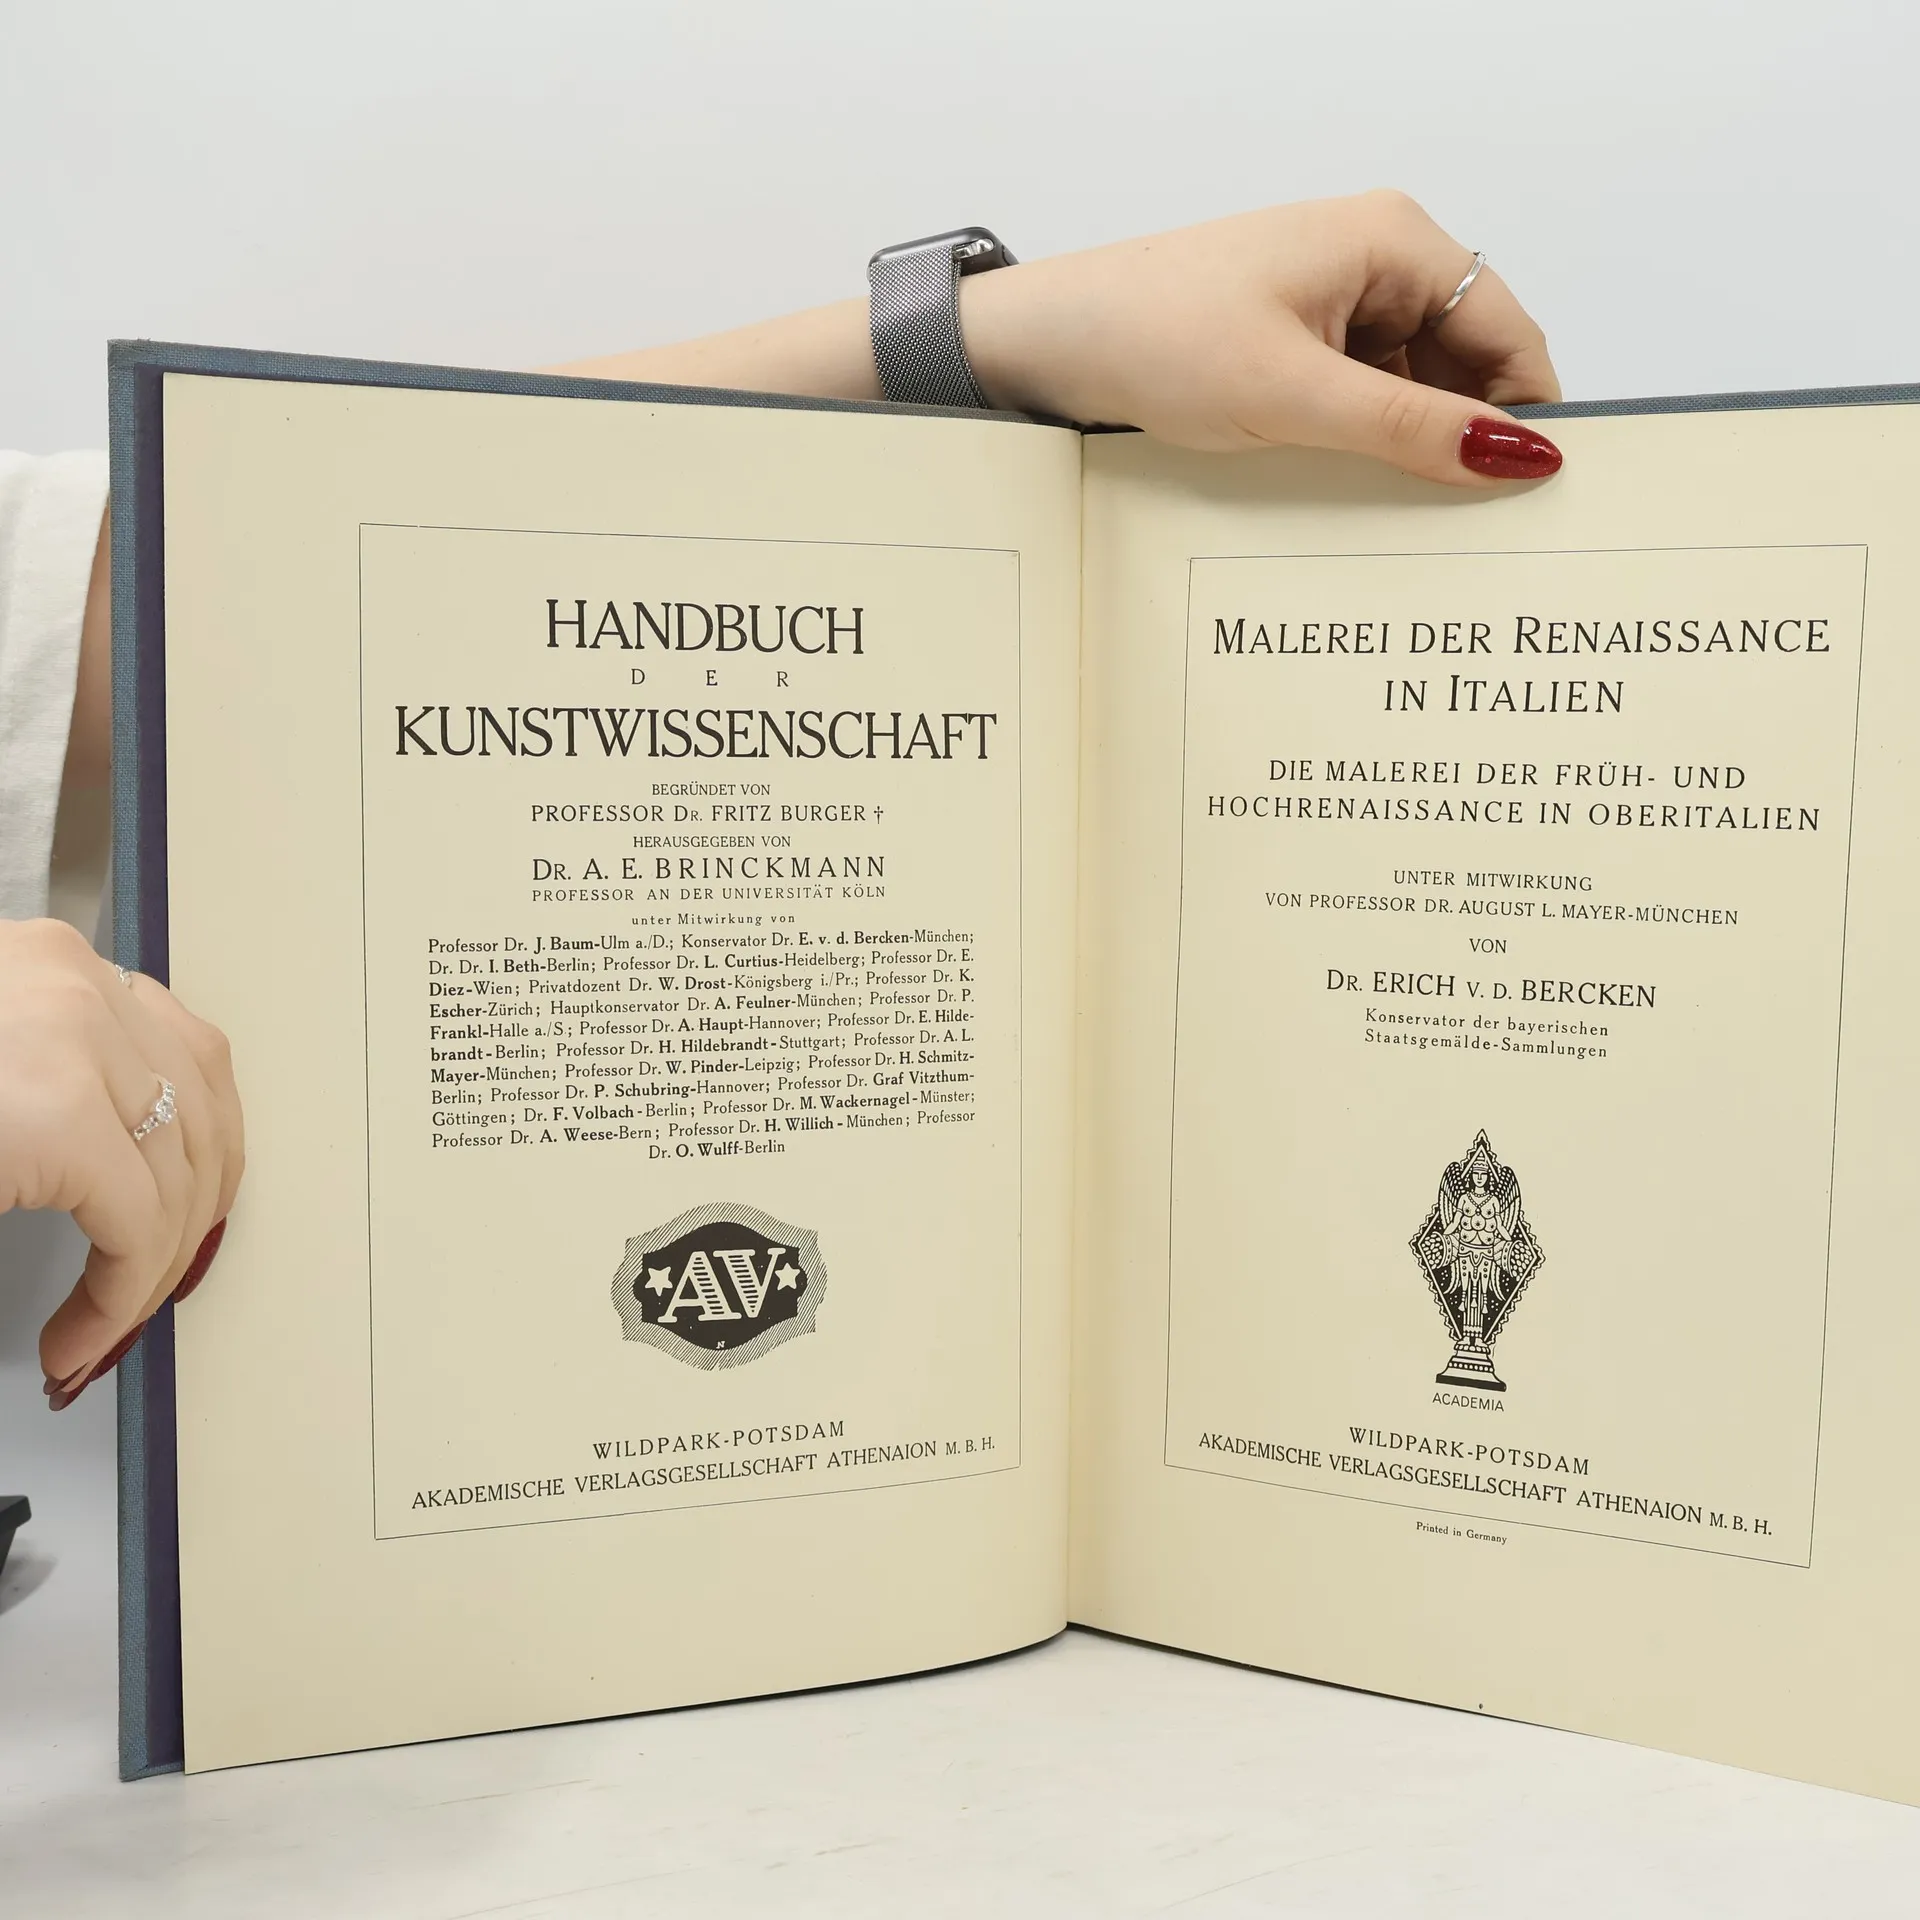 HANDBUCH
DER
KUNSTWISSENSCHAFT
BEGRÜNDET VON
PROFESSOR DR. FRITZ BURGER †
HERAUSGEGEBEN VON
DR. A. E. BRINCKMANN
PROFESSOR AN DER UNIVERSITÄT KÖLN
unter Mitwirkung von
Professor Dr. J. Baum-Ulm a./D.; Konservator Dr. E. v. d. Bercken-München;
Dr. Dr. I. Beth-Berlin; Professor Dr. L. Curtius-Heidelberg; Professor Dr. E.
Diez-Wien; Privatdozent Dr. W. Drost-Königsberg i./Pr.; Professor Dr. K.
Escher-Zürich; Hauptkonservator Dr. A. Feulner-München; Professor Dr. P.
Frankl-Halle a./S.; Professor Dr. A. Haupt-Hannover; Professor Dr. E. Hilde-
brandt-Berlin; Professor Dr. H. Hildebrandt-Stuttgart; Professor Dr. A. L.
Mayer-München; Professor Dr. W. Pinder-Leipzig; Professor Dr. H. Schmitz-
Berlin; Professor Dr. P. Schubring-Hannover; Professor Dr. Graf Vitzthum-
Göttingen; Dr. F. Volbach-Berlin; Professor Dr. M. Wackernagel-Münster;
Professor Dr. A. Weese-Bern; Professor Dr. H. Willich-München; Professor
Dr. O. Wulff-Berlin
AV
N
WILDPARK-POTSDAM
AKADEMISCHE VERLAGSGESELLSCHAFT ATHENAION M. B. H.
MALEREI DER RENAISSANCE
IN ITALIEN
DIE MALEREI DER FRÜH- UND
HOCHRENAISSANCE IN OBERITALIEN
UNTER MITWIRKUNG
VON PROFESSOR DR. AUGUST L. MAYER-MÜNCHEN
VON
DR. ERICH V. D. BERCKEN
Konservator der bayerischen
Staatsgemälde-Sammlungen
ACADEMIA
WILDPARK-POTSDAM
AKADEMISCHE VERLAGSGESELLSCHAFT ATHENAION M. B. H.
Printed in Germany